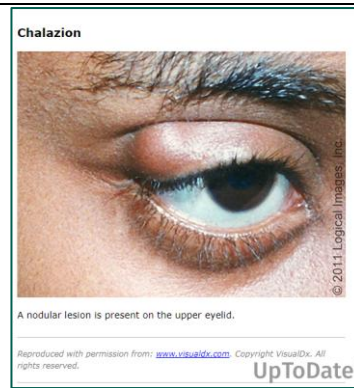 Chalazion
© 2011 Logical Images, Inc.
A nodular lesion is present on the upper eyelid.
Reproduced with permission from: www.visualdx.com. Copyright VisualDx. All
rights reserved.
UpToDate